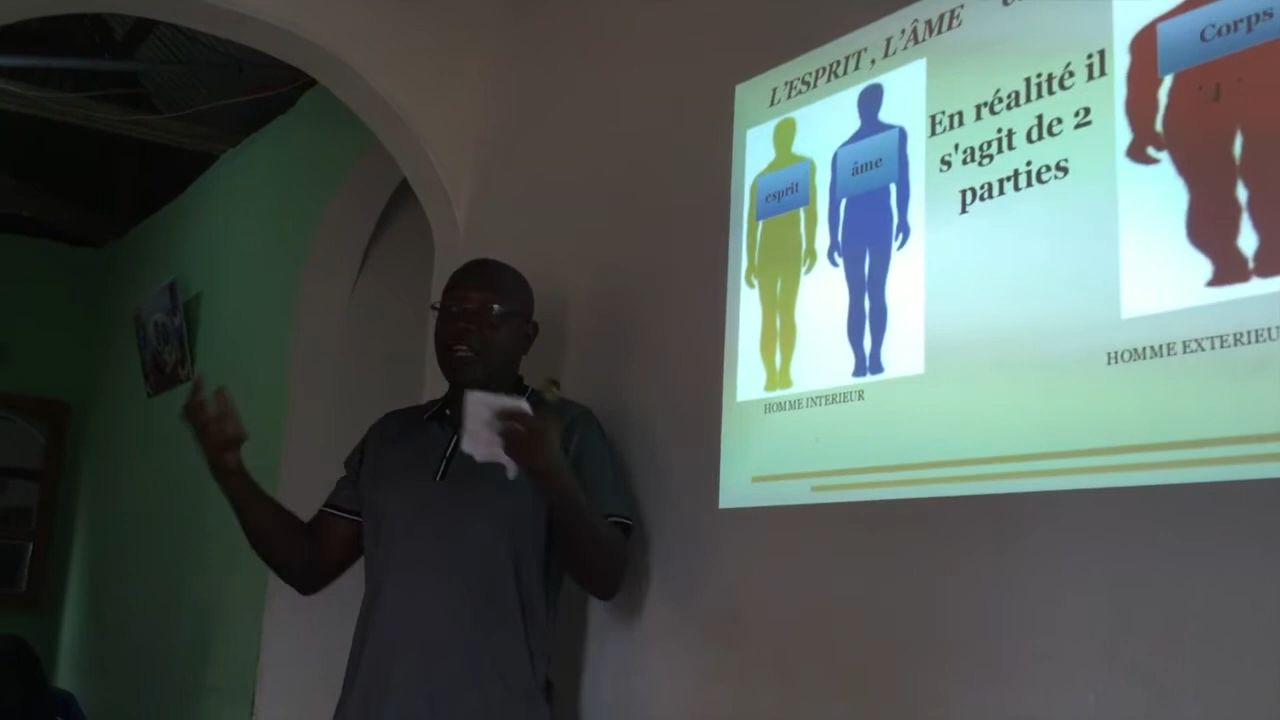 L'ESPRIT , L'ÂME
esprit
âme
En réalité il
s'agit de 2
parties
Corps
HOMME INTERIEUR
HOMME EXTERIEU